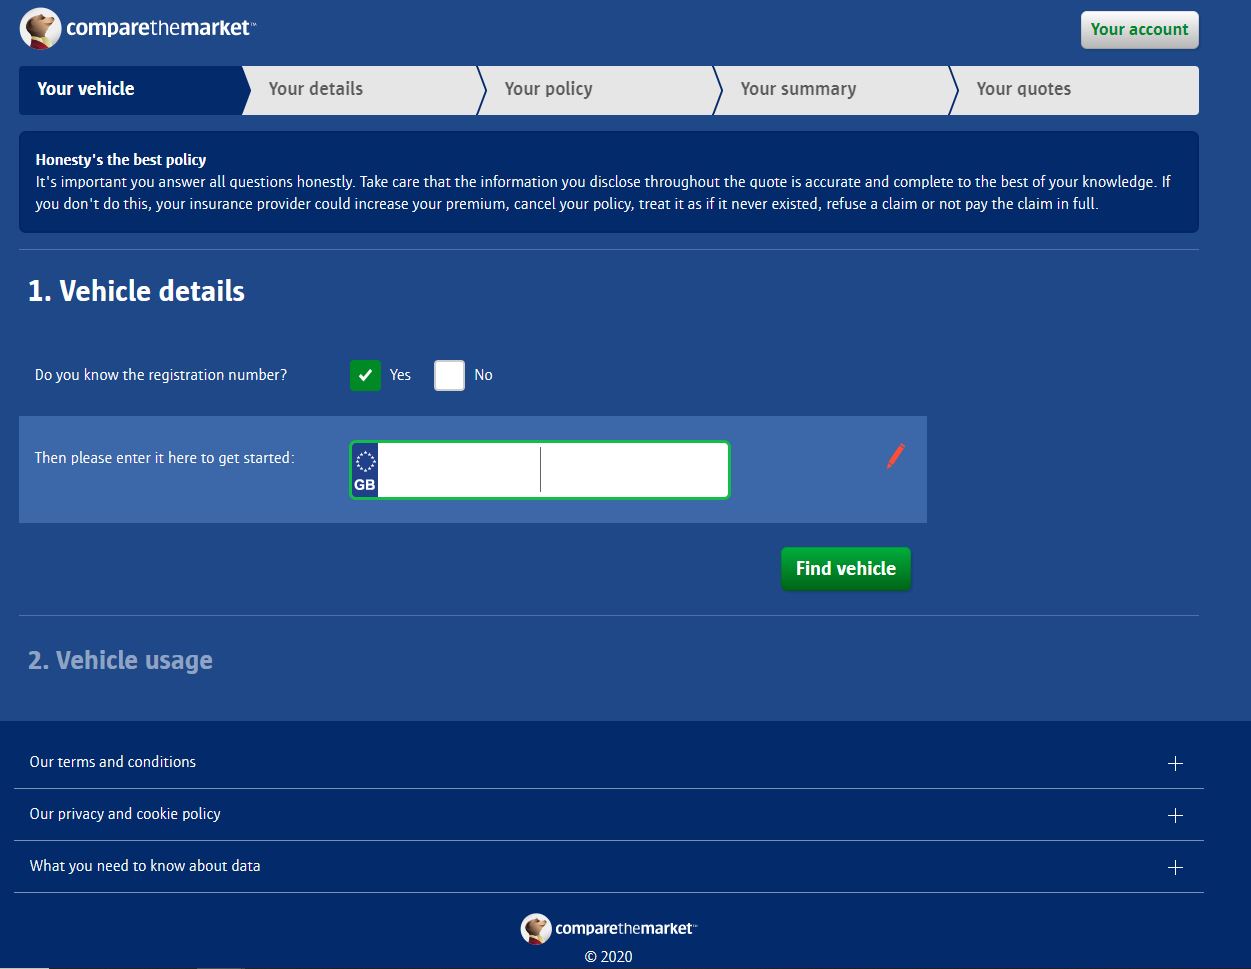 comparethemarket™
Your account
Your vehicle
Your details
Your policy
Your summary
Your quotes
Honesty's the best policy
It's important you answer all questions honestly. Take care that the information you disclose throughout the quote is accurate and complete to the best of your knowledge. If
you don't do this, your insurance provider could increase your premium, cancel your policy, treat it as if it never existed, refuse a claim or not pay the claim in full.
1. Vehicle details
Do you know the registration number?
Yes
No
Then please enter it here to get started:
GB
Find vehicle
2. Vehicle usage
Our terms and conditions
Our privacy and cookie policy
What you need to know about data
comparethemarket™
© 2020